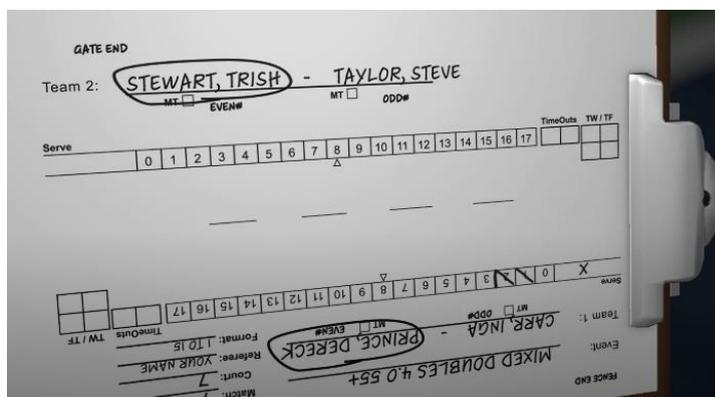 GATE END
Team 2: STEWART, TRISH - TAYLOR, STEVE
MT EVEN# MT ODD#
Serve 0 1 2 3 4 5 6 7 8 9 10 11 12 13 14 15 16 17 TimeOuts TW / TF
FENCE END Match:
Event: MIXED DOUBLES 4.0 55+ Court: 7
Team 1: CARR, INGA - PRINCE, DERECK Referee: YOUR NAME
MT ODD# MT EVEN# Format: 1 TO 15
Serve X 0 1 2 3 4 5 6 7 8 9 10 11 12 13 14 15 16 17 TimeOuts TW / TF